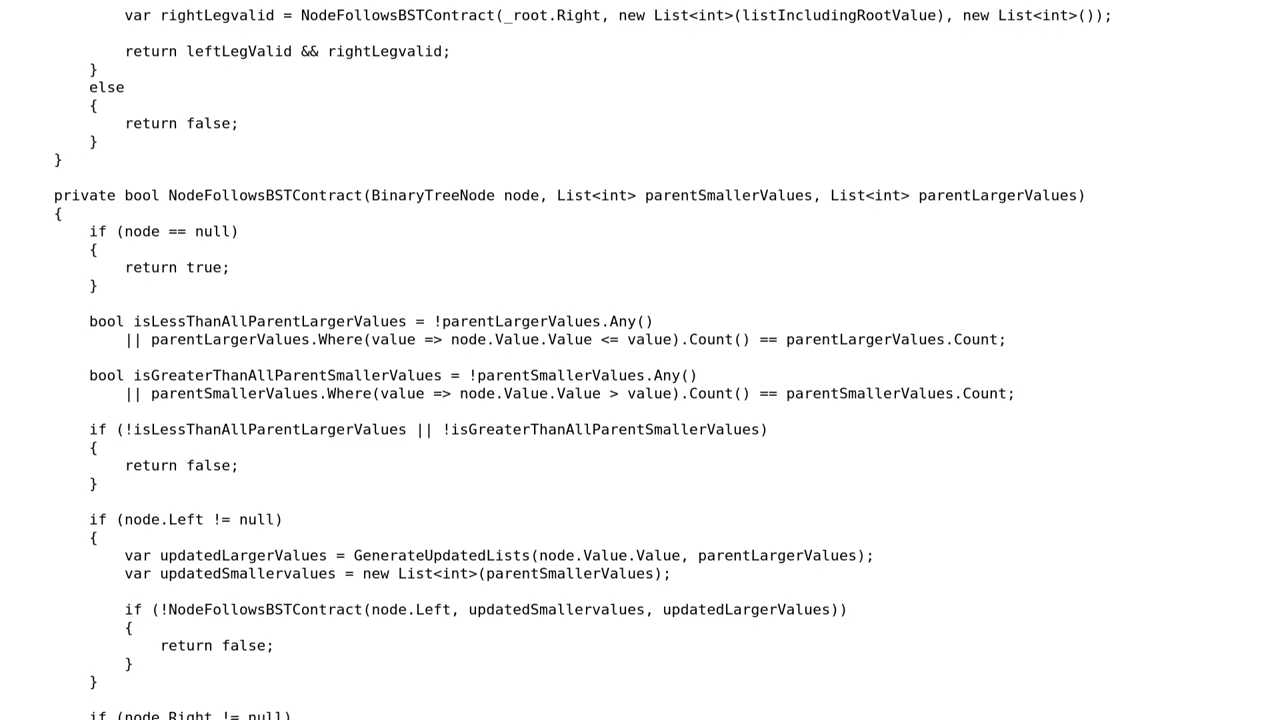 var rightLegvalid = NodeFollowsBSTContract(_root.Right, new List<int>(listIncludingRootValue), new List<int>());
return leftLegValid && rightLegvalid;
}
else
{
return false;
}
}
private bool NodeFollowsBSTContract(BinaryTreeNode node, List<int> parentSmallerValues, List<int> parentLargerValues)
{
if (node == null)
{
return true;
}
bool isLessThanAllParentLargerValues = !parentLargerValues.Any()
|| parentLargerValues.Where(value => node.Value.Value <= value).Count() == parentLargerValues.Count;
bool isGreaterThanAllParentSmallerValues = !parentSmallerValues.Any()
|| parentSmallerValues.Where(value => node.Value.Value > value).Count() == parentSmallerValues.Count;
if (!isLessThanAllParentLargerValues || !isGreaterThanAllParentSmallerValues)
{
return false;
}
if (node.Left != null)
{
var updatedLargerValues = GenerateUpdatedLists(node.Value.Value, parentLargerValues);
var updatedSmallervalues = new List<int>(parentSmallerValues);
if (!NodeFollowsBSTContract(node.Left, updatedSmallervalues, updatedLargerValues))
{
return false;
}
}
if (node.Right != null)